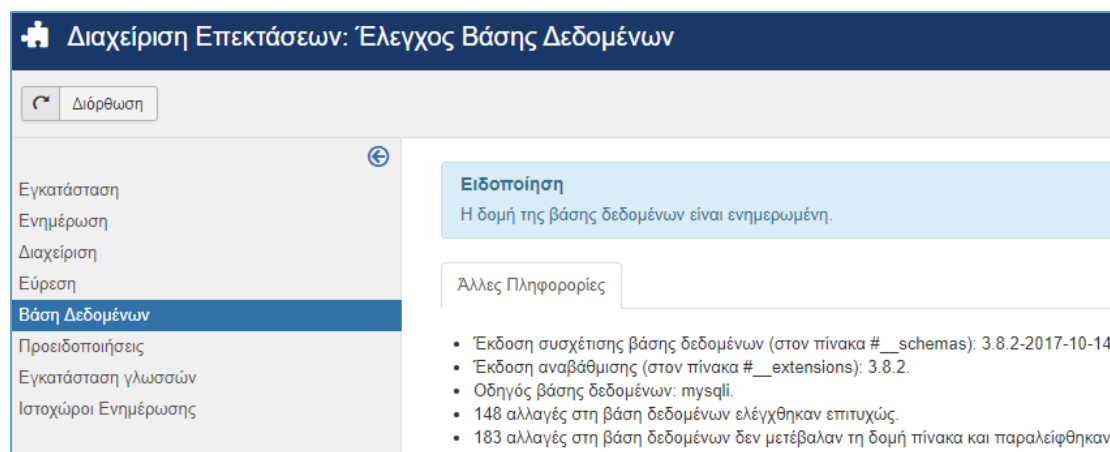 Διαχείριση Επεκτάσεων: Έλεγχος Βάσης Δεδομένων
Διόρθωση
Εγκατάσταση
Ενημέρωση
Διαχείριση
Εύρεση
Βάση Δεδομένων
Προειδοποιήσεις
Εγκατάσταση γλωσσών
Ιστοχώροι Ενημέρωσης
Ειδοποίηση
Η δομή της βάσης δεδομένων είναι ενημερωμένη.
Άλλες Πληφορορίες
• Έκδοση συσχέτισης βάσης δεδομένων (στον πίνακα #__schemas): 3.8.2-2017-10-14
• Έκδοση αναβάθμισης (στον πίνακα #__extensions): 3.8.2.
• Οδηγός βάσης δεδομένων: mysqli.
• 148 αλλαγές στη βάση δεδομένων ελέγχθηκαν επιτυχώς.
• 183 αλλαγές στη βάση δεδομένων δεν μετέβαλαν τη δομή πίνακα και παραλείφθηκαν